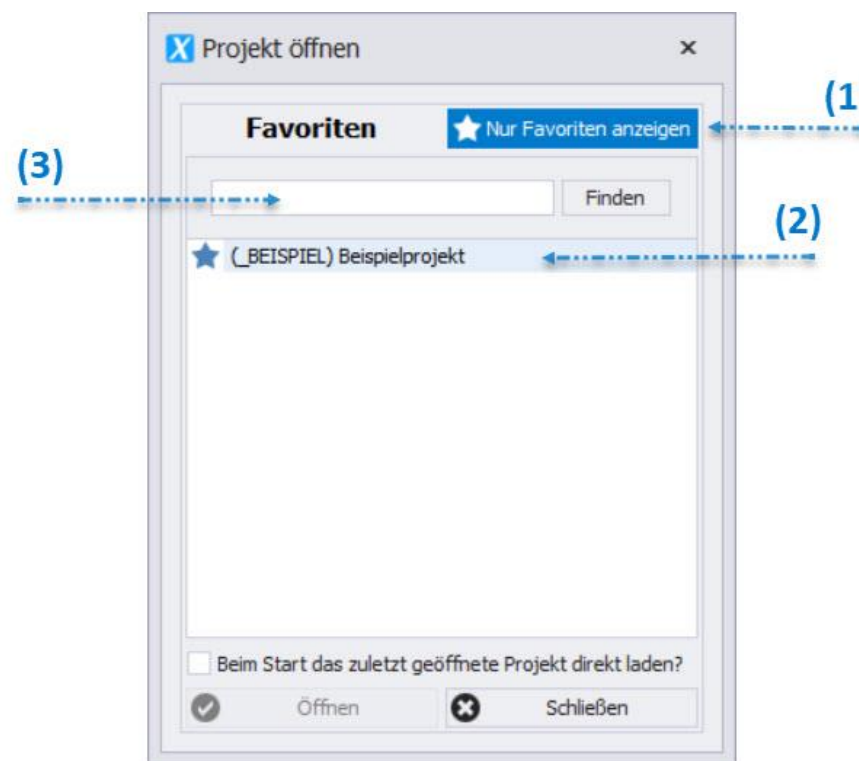 X Projekt öffnen ×
(1
Favoriten
Nur Favoriten anzeigen
(3)
Finden
(2)
(_BEISPIEL) Beispielprojekt
Beim Start das zuletzt geöffnete Projekt direkt laden?
Öffnen
Schließen